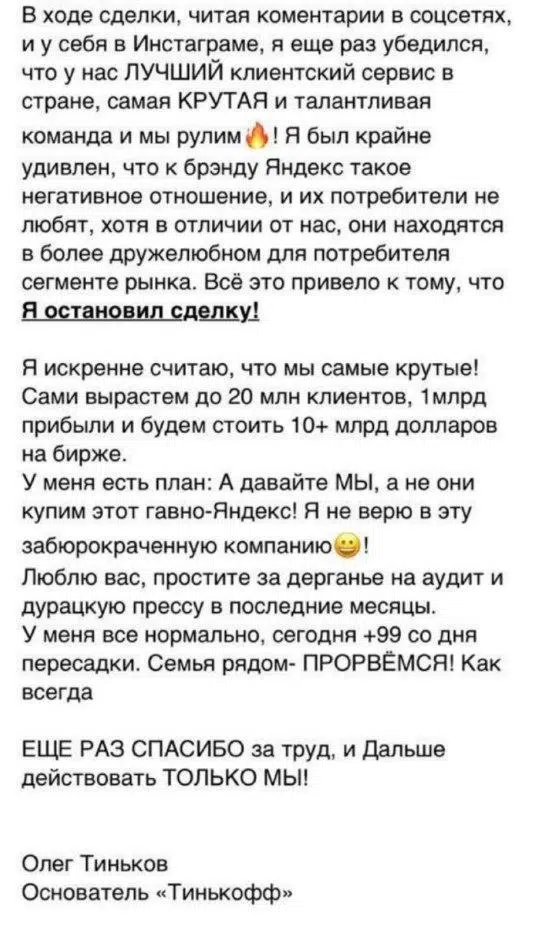 В ходе сделки, читая коментарии в соцсетях,
и у себя в Инстаграме, я еще раз убедился,
что у нас ЛУЧШИЙ клиентский сервис в
стране, самая КРУТАЯ и талантливая
команда и мы рулим🔥! Я был крайне
удивлен, что к брэнду Яндекс такое
негативное отношение, и их потребители не
любят, хотя в отличии от нас, они находятся
в более дружелюбном для потребителя
сегменте рынка. Всё это привело к тому, что
Я остановил сделку!
Я искренне считаю, что мы самые крутые!
Сами вырастем до 20 млн клиентов, 1млрд
прибыли и будем стоить 10+ млрд долларов
на бирже.
У меня есть план: А давайте МЫ, а не они
купим этот гавно-Яндекс! Я не верю в эту
забюрокраченную компанию😀!
Люблю вас, простите за дерганье на аудит и
дурацкую прессу в последние месяцы.
У меня все нормально, сегодня +99 со дня
пересадки. Семья рядом- ПРОРВЁМСЯ! Как
всегда
ЕЩЕ РАЗ СПАСИБО за труд, и Дальше
действовать ТОЛЬКО МЫ!
Олег Тиньков
Основатель «Тинькофф»